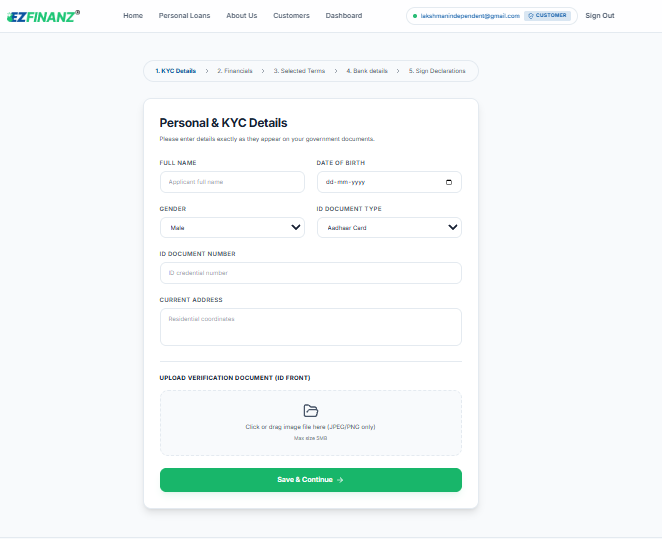 EZFINANZ®
Home Personal Loans About Us Customers Dashboard
lakshmanindependent@gmail.com CUSTOMER Sign Out
1. KYC Details > 2. Financials > 3. Selected Terms > 4. Bank details > 5. Sign Declarations
Personal & KYC Details
Please enter details exactly as they appear on your government documents.
FULL NAME DATE OF BIRTH
Applicant full name dd-mm-yyyy
GENDER ID DOCUMENT TYPE
Male Aadhaar Card
ID DOCUMENT NUMBER
ID credential number
CURRENT ADDRESS
Residential coordinates
UPLOAD VERIFICATION DOCUMENT (ID FRONT)
Click or drag image file here (JPEG/PNG only)
Max size 5MB
Save & Continue →